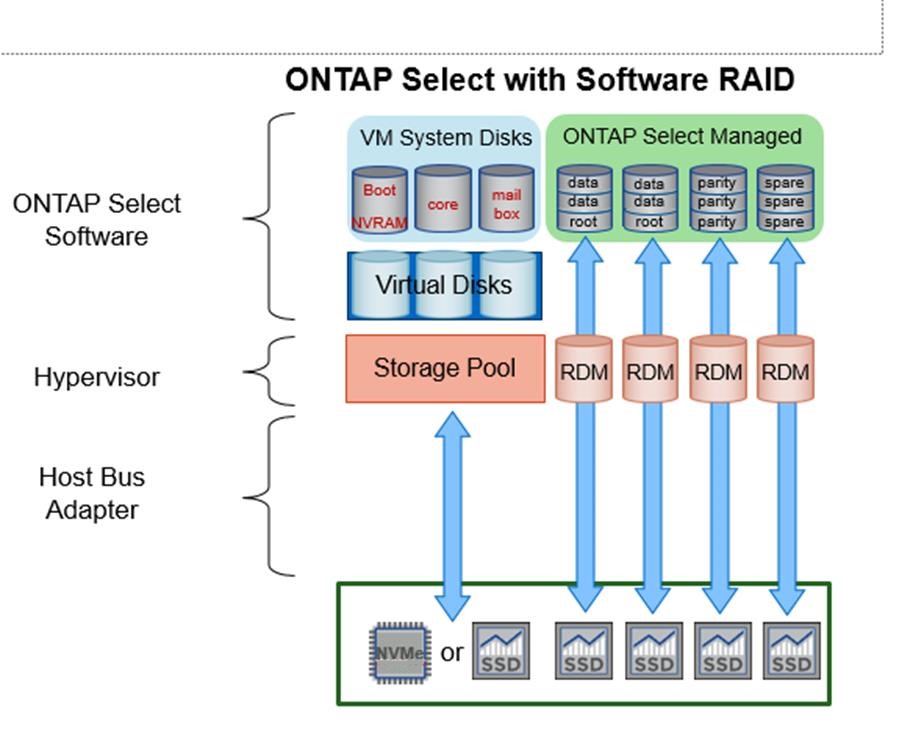 ONTAP Select with Software RAID
ONTAP Select
Software
VM System Disks
ONTAP Select Managed
Boot
NVRAM
core
mail
box
data
data
root
data
data
root
parity
parity
parity
spare
spare
spare
Virtual Disks
Hypervisor
Storage Pool
RDM
RDM
RDM
RDM
Host Bus
Adapter
NVMe
or
SSD
SSD
SSD
SSD
SSD